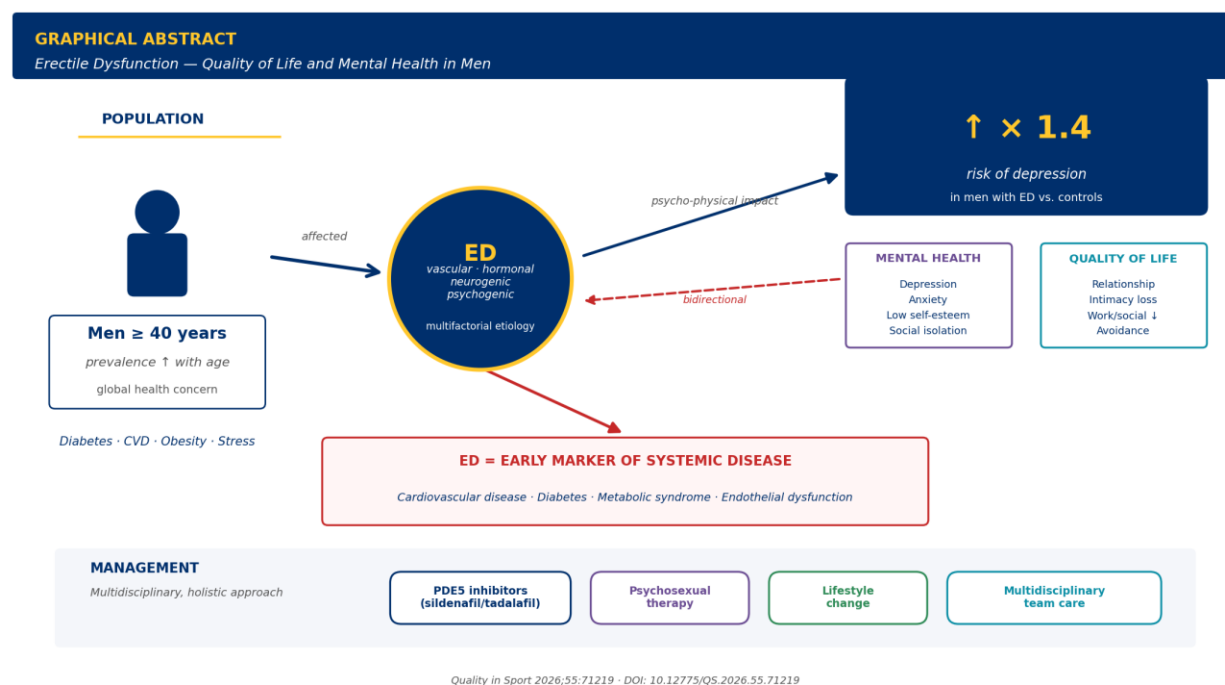 GRAPHICAL ABSTRACT
Erectile Dysfunction — Quality of Life and Mental Health in Men
POPULATION
affected
Men ≥ 40 years
prevalence ↑ with age
global health concern
Diabetes · CVD · Obesity · Stress
ED
vascular · hormonal
neurogenic
psychogenic
multifactorial etiology
psycho-physical impact
bidirectional
↑ × 1.4
risk of depression
in men with ED vs. controls
MENTAL HEALTH
Depression
Anxiety
Low self-esteem
Social isolation
QUALITY OF LIFE
Relationship
Intimacy loss
Work/social ↓
Avoidance
ED = EARLY MARKER OF SYSTEMIC DISEASE
Cardiovascular disease · Diabetes · Metabolic syndrome · Endothelial dysfunction
MANAGEMENT
Multidisciplinary, holistic approach
PDE5 inhibitors
(sildenafil/tadalafil)
Psychosexual
therapy
Lifestyle
change
Multidisciplinary
team care
Quality in Sport 2026;55:71219 · DOI: 10.12775/QS.2026.55.71219